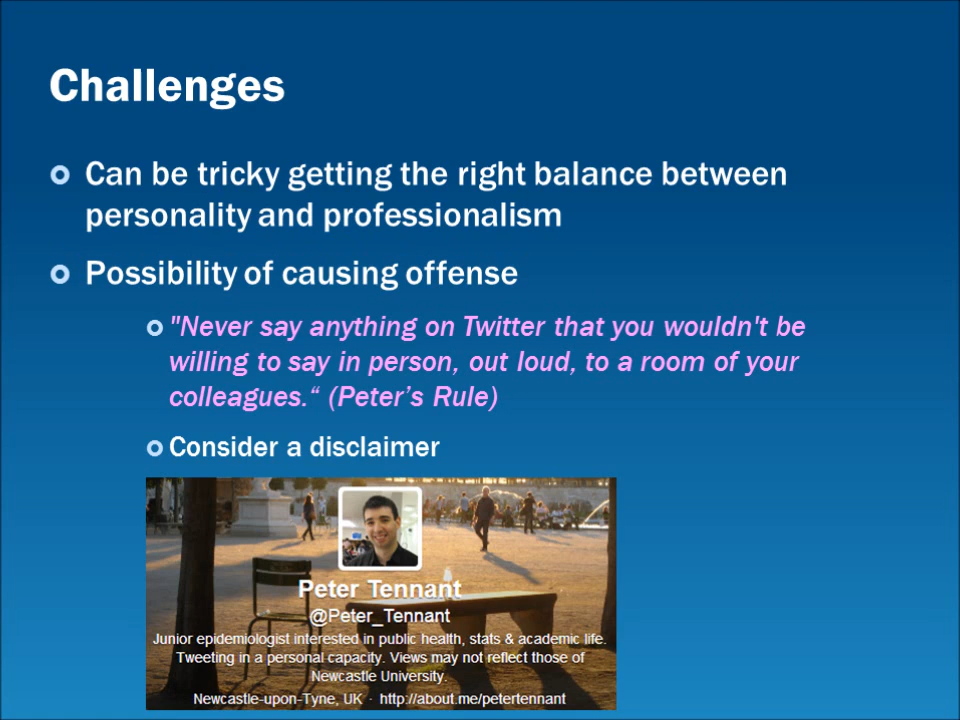 Challenges
Can be tricky getting the right balance between
personality and professionalism
Possibility of causing offense
"Never say anything on Twitter that you wouldn't be
willing to say in person, out loud, to a room of your
colleagues.“ (Peter’s Rule)
Consider a disclaimer
Peter Tennant
@Peter_Tennant
Junior epidemiologist interested in public health, stats & academic life.
Tweeting in a personal capacity. Views may not reflect those of
Newcastle University.
Newcastle-upon-Tyne, UK · http://about.me/petertennant